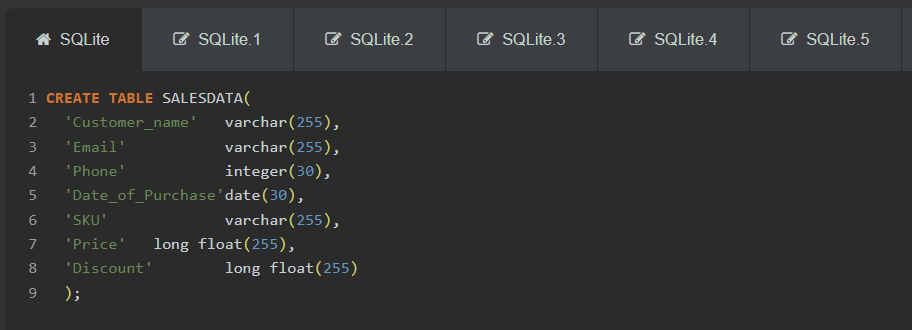 SQLite SQLite.1 SQLite.2 SQLite.3 SQLite.4 SQLite.5
1 CREATE TABLE SALESDATA(
2 'Customer_name' varchar(255),
3 'Email' varchar(255),
4 'Phone' integer(30),
5 'Date_of_Purchase'date(30),
6 'SKU' varchar(255),
7 'Price' long float(255),
8 'Discount' long float(255)
9 );